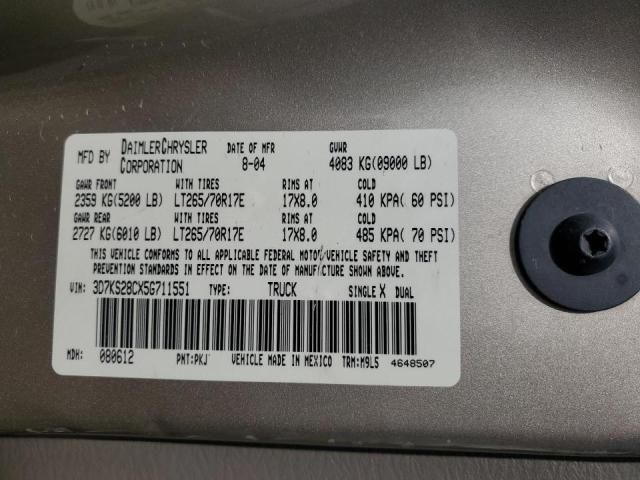 MFD BY DAIMLERCHRYSLER CORPORATION DATE OF MFR 8-04 GVWR 4083 KG(09000 LB)
GAWR FRONT WITH TIRES RIMS AT COLD
2359 KG(5200 LB) LT265/70R17E 17X8.0 410 KPA( 60 PSI)
GAWR REAR WITH TIRES RIMS AT COLD
2727 KG(6010 LB) LT265/70R17E 17X8.0 485 KPA( 70 PSI)
THIS VEHICLE CONFORMS TO ALL APPLICABLE FEDERAL MOTOR VEHICLE SAFETY AND THEFT
PREVENTION STANDARDS IN EFFECT ON THE DATE OF MANUFACTURE SHOWN ABOVE.
VIN: 3D7KS28CX5G711551 TYPE: TRUCK SINGLE X DUAL
MDH: 080612 PNT:PKJ VEHICLE MADE IN MEXICO TRM:M9L5 4648507